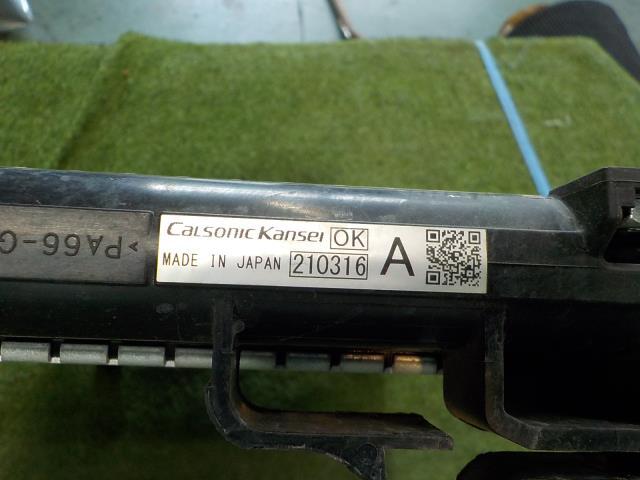 CALSONIC KANSEI OK
MADE IN JAPAN 210316 A
>PA66-G